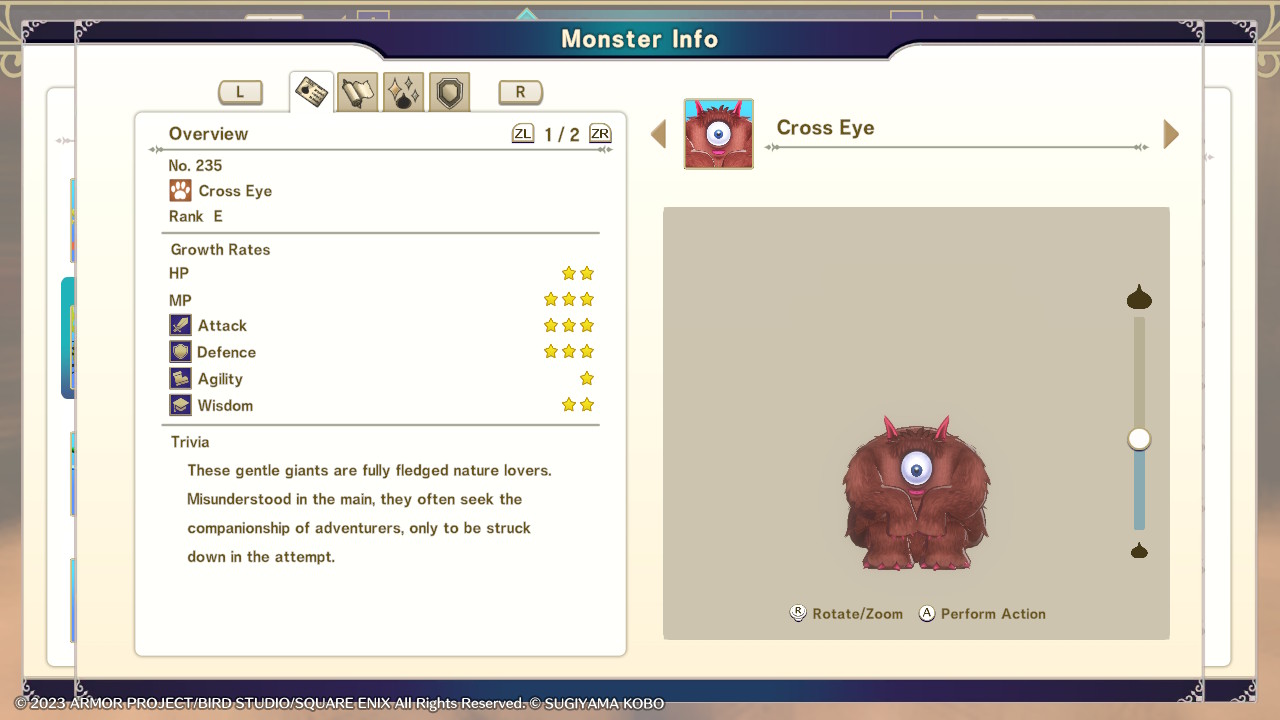 Monster Info
L
R
Overview
ZL 1 / 2 ZR
No. 235
Cross Eye
Rank E
Growth Rates
HP
MP
Attack
Defence
Agility
Wisdom
Trivia
These gentle giants are fully fledged nature lovers.
Misunderstood in the main, they often seek the
companionship of adventurers, only to be struck
down in the attempt.
Cross Eye
R Rotate/Zoom A Perform Action
© 2023 ARMOR PROJECT/BIRD STUDIO/SQUARE ENIX All Rights Reserved. © SUGIYAMA KOBO